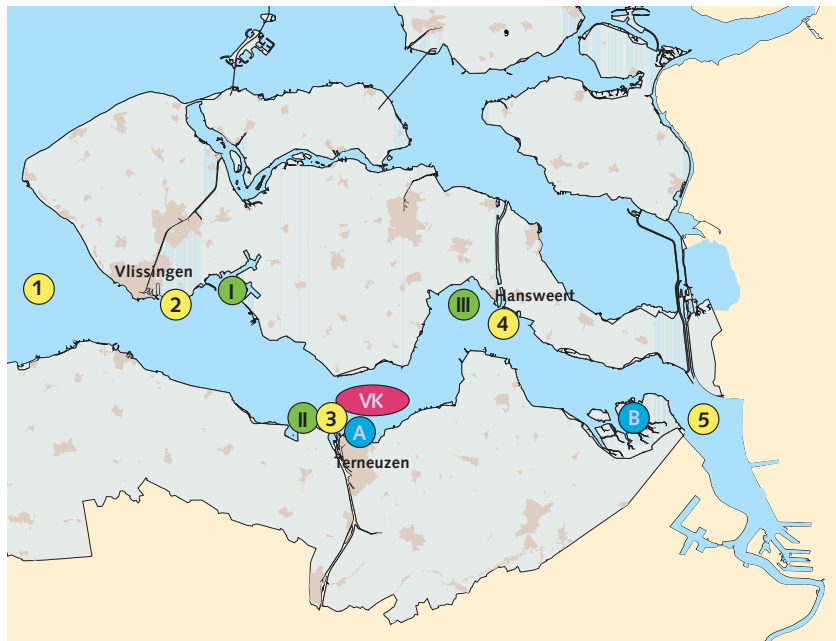 Vlissingen
1
2
I
III
Hansweert
4
VK
II
3
A
B
5
Terneuzen